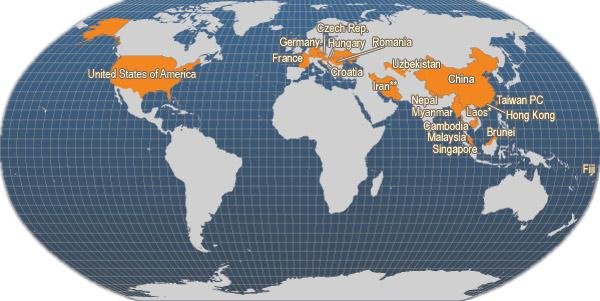 Czech Rep.
Germany
Hungary
Romania
France
Croatia
Uzbekistan
United States of America
China
Iran**
Nepal
Taiwan PC
Myanmar
Laos*
Hong Kong
Cambodia
Brunei
Malaysia
Singapore
Fiji